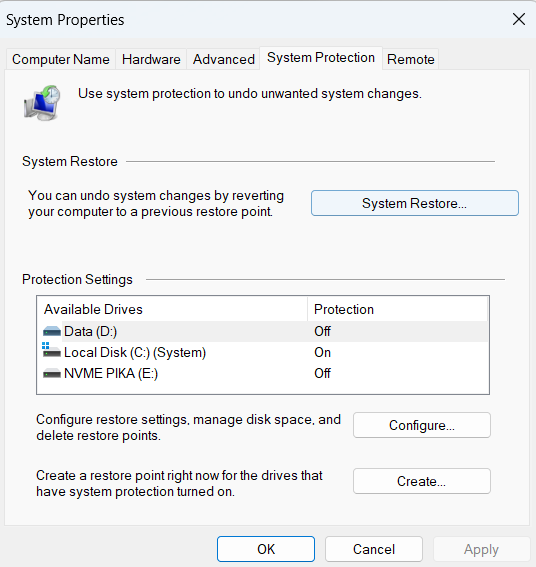 System Properties
Computer Name Hardware Advanced System Protection Remote
Use system protection to undo unwanted system changes.
System Restore
You can undo system changes by reverting
your computer to a previous restore point.
System Restore...
Protection Settings
Available Drives Protection
Data (D:) Off
Local Disk (C:) (System) On
NVME PIKA (E:) Off
Configure restore settings, manage disk space, and
delete restore points.
Configure...
Create a restore point right now for the drives that
have system protection turned on.
Create...
OK Cancel Apply